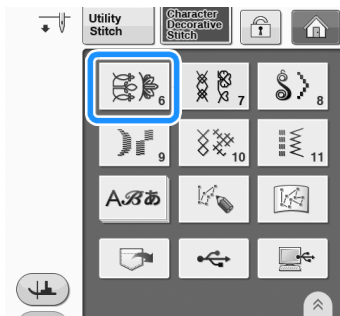 Utility
Stitch
Character
Decorative
Stitch
6
7
8
9
10
11
Aℬあ